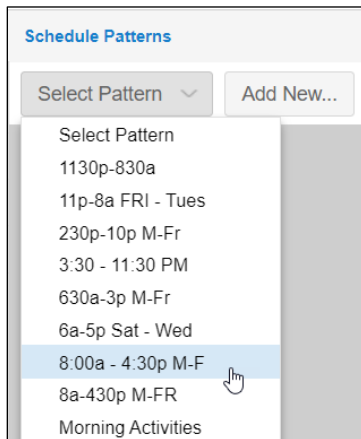 Schedule Patterns
Select Pattern Add New...
Select Pattern
1130p-830a
11p-8a FRI - Tues
230p-10p M-Fr
3:30 - 11:30 PM
630a-3p M-Fr
6a-5p Sat - Wed
8:00a - 4:30p M-F
8a-430p M-FR
Morning Activities